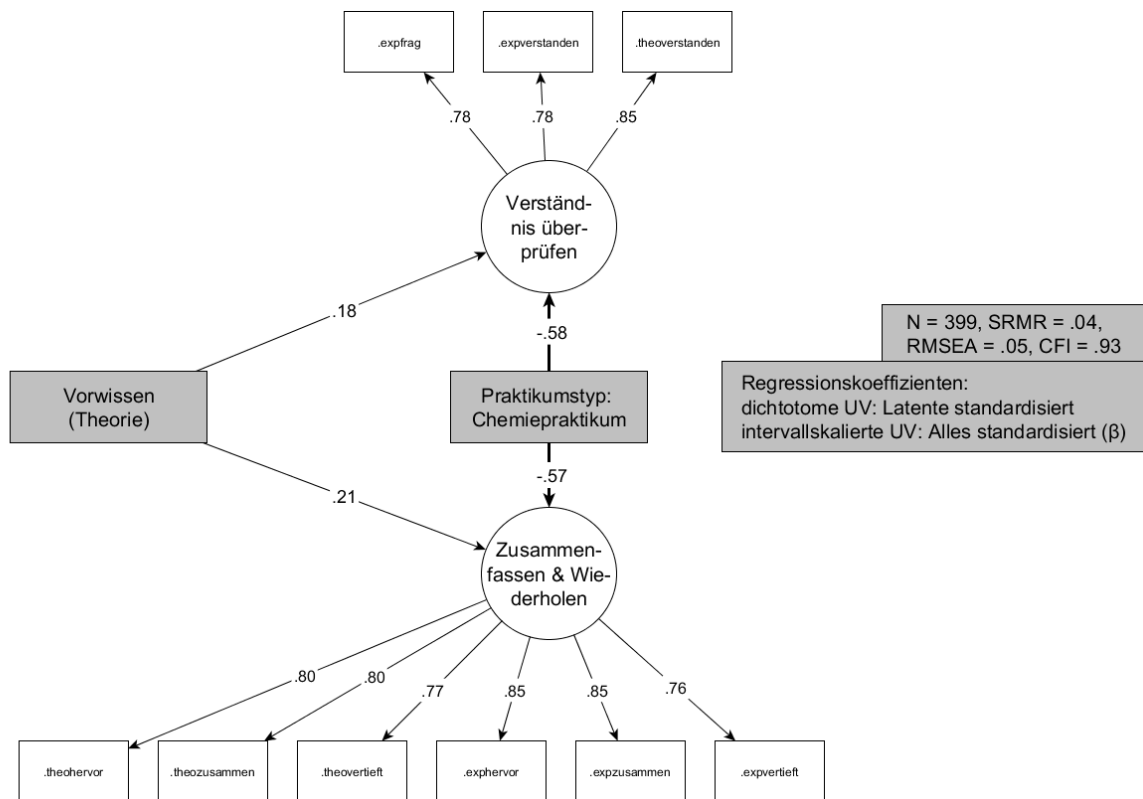 .expfrag
.expverstanden
.theoverstanden
.78
.78
.85
Verständ-
nis über-
prüfen
.18
-.58
N = 399, SRMR = .04,
RMSEA = .05, CFI = .93
Vorwissen
(Theorie)
Praktikumstyp:
Chemiepraktikum
Regressionskoeffizienten:
dichtotome UV: Latente standardisiert
intervallskalierte UV: Alles standardisiert (β)
.21
-.57
Zusammen-
fassen & Wie-
derholen
.80
.80
.77
.85
.85
.76
.theohervor
.theozusammen
.theovertieft
.exphervor
.expzusammen
.expvertieft